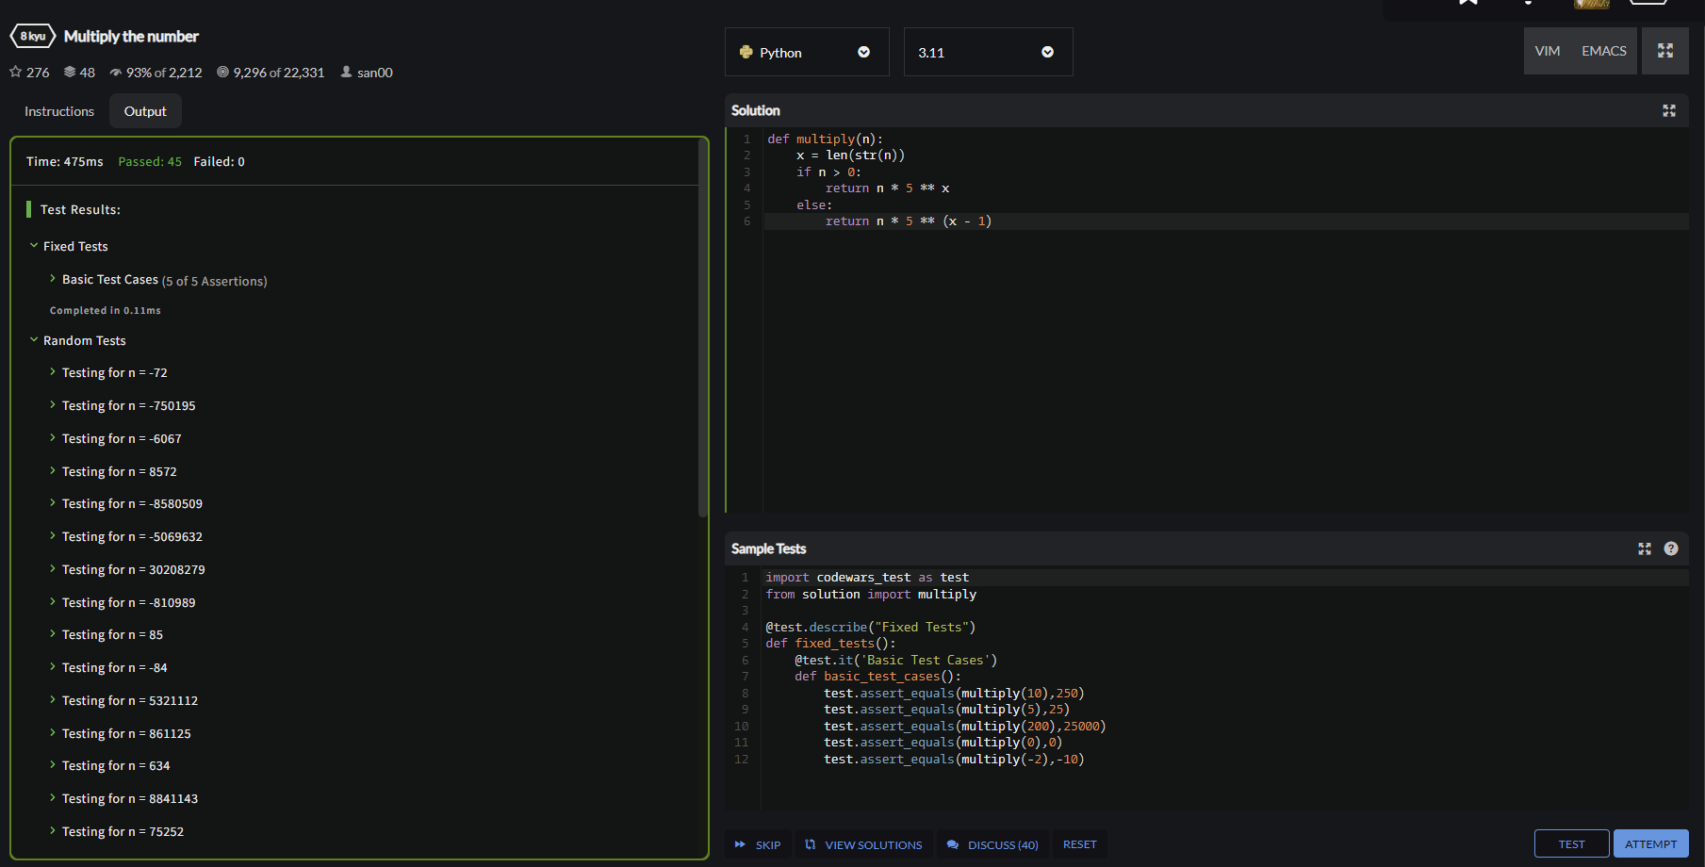 8 kyu Multiply the number
276 48 93% of 2,212 9,296 of 22,331 san00
Instructions Output
Time: 475ms Passed: 45 Failed: 0
Test Results:
Fixed Tests
Basic Test Cases (5 of 5 Assertions)
Completed in 0.11ms
Random Tests
Testing for n = -72
Testing for n = -750195
Testing for n = -6067
Testing for n = 8572
Testing for n = -8580509
Testing for n = -5069632
Testing for n = 30208279
Testing for n = -810989
Testing for n = 85
Testing for n = -84
Testing for n = 5321112
Testing for n = 861125
Testing for n = 634
Testing for n = 8841143
Testing for n = 75252
Python 3.11 VIM EMACS
Solution
1 def multiply(n):
2     x = len(str(n))
3     if n > 0:
4         return n * 5 ** x
5     else:
6         return n * 5 ** (x - 1)
Sample Tests
1 import codewars_test as test
2 from solution import multiply
3
4 @test.describe("Fixed Tests")
5 def fixed_tests():
6     @test.it('Basic Test Cases')
7     def basic_test_cases():
8         test.assert_equals(multiply(10),250)
9         test.assert_equals(multiply(5),25)
10         test.assert_equals(multiply(200),25000)
11         test.assert_equals(multiply(0),0)
12         test.assert_equals(multiply(-2),-10)
SKIP VIEW SOLUTIONS DISCUSS (40) RESET TEST ATTEMPT